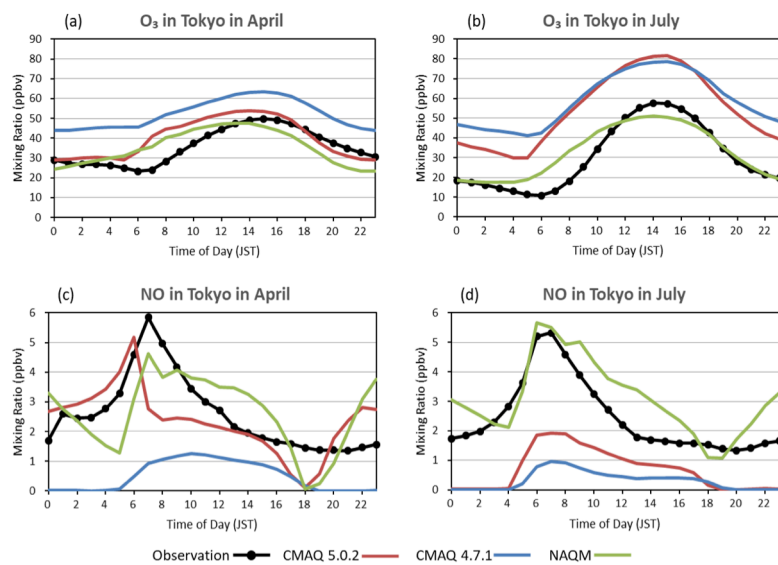 (a) O₃ in Tokyo in April
Mixing Ratio (ppbv)
90
80
70
60
50
40
30
20
10
0
0 2 4 6 8 10 12 14 16 18 20 22
Time of Day (JST)
(b) O₃ in Tokyo in July
Mixing Ratio (ppbv)
90
80
70
60
50
40
30
20
10
0
0 2 4 6 8 10 12 14 16 18 20 22
Time of Day (JST)
(c) NO in Tokyo in April
Mixing Ratio (ppbv)
6
5
4
3
2
1
0
0 2 4 6 8 10 12 14 16 18 20 22
Time of Day (JST)
(d) NO in Tokyo in July
Mixing Ratio (ppbv)
6
5
4
3
2
1
0
0 2 4 6 8 10 12 14 16 18 20 22
Time of Day (JST)
Observation CMAQ 5.0.2 CMAQ 4.7.1 NAQM